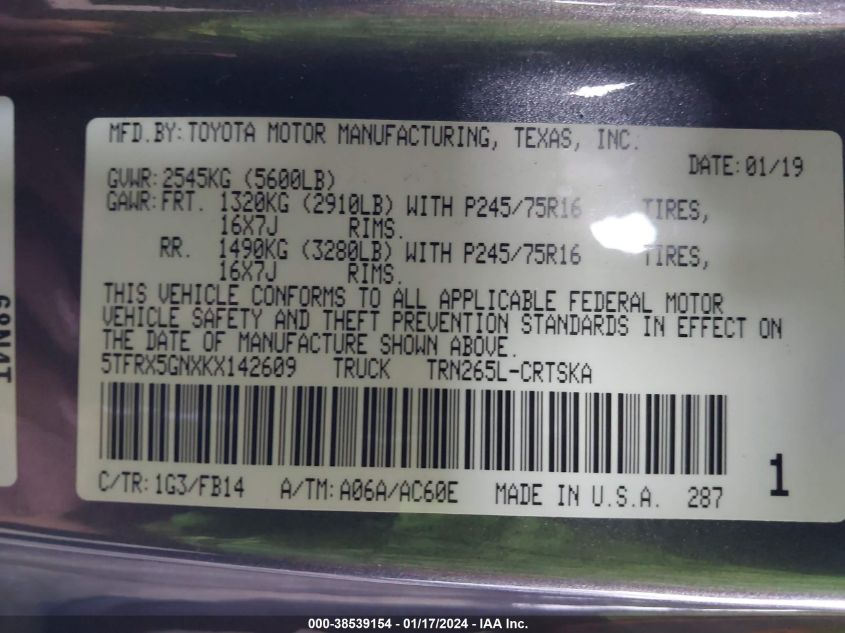 MFD.BY: TOYOTA MOTOR MANUFACTURING, TEXAS, INC.
DATE: 01/19
GVWR: 2545KG (5600LB)
GAWR: FRT. 1320KG (2910LB) WITH P245/75R16 TIRES,
16X7J RIMS.
RR. 1490KG (3280LB) WITH P245/75R16 TIRES,
16X7J RIMS.
THIS VEHICLE CONFORMS TO ALL APPLICABLE FEDERAL MOTOR
VEHICLE SAFETY AND THEFT PREVENTION STANDARDS IN EFFECT ON
THE DATE OF MANUFACTURE SHOWN ABOVE.
5TFRX5GNXKX142609 TRUCK TRN265L-CRTSKA
C/TR: 1G3/FB14 A/TM: A06A/AC60E MADE IN U.S.A. 287
1
000-38539154 - 01/17/2024 - IAA Inc.